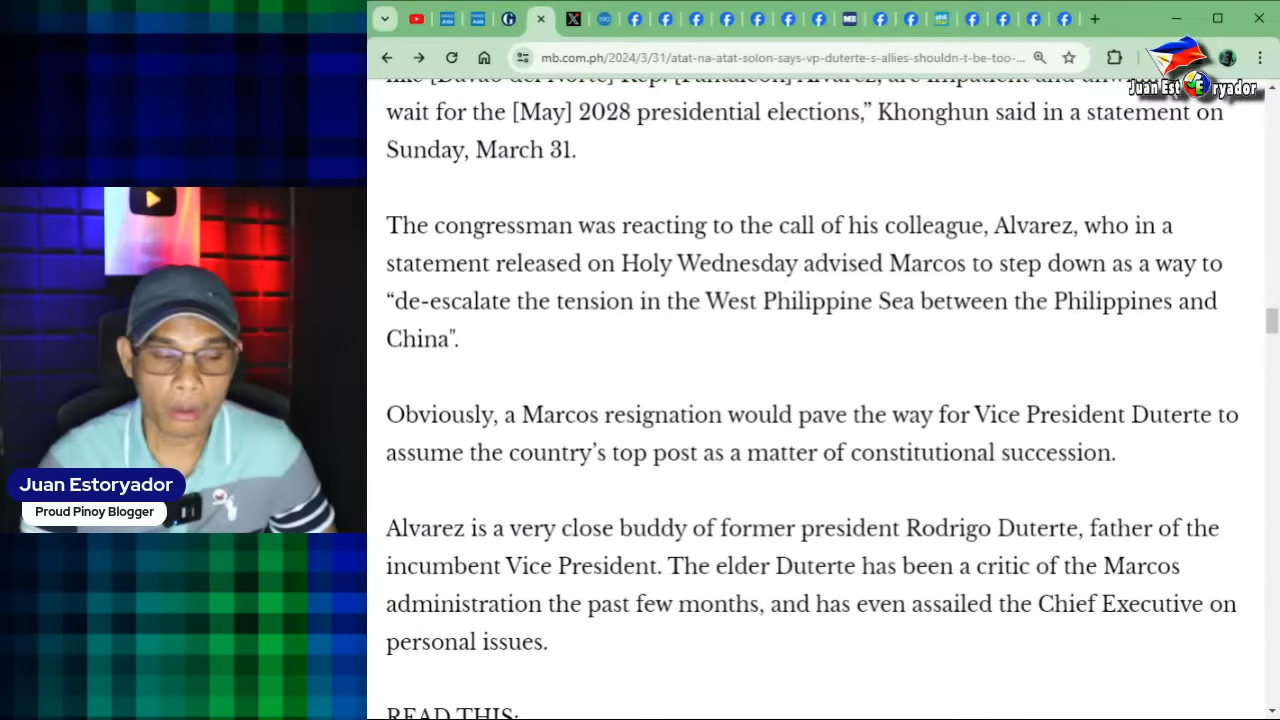 mb.com.ph/2024/3/31/atat-na-atat-solon-says-vp-duterte-s-allies-shouldn-t-be-too-...
Juan Est ryador
like [Davao del Norte] Rep. [Pantaleon] Alvarez, are impatient and
wait for the [May] 2028 presidential elections,” Khonghun said in a statement on
Sunday, March 31.
The congressman was reacting to the call of his colleague, Alvarez, who in a
statement released on Holy Wednesday advised Marcos to step down as a way to
“de-escalate the tension in the West Philippine Sea between the Philippines and
China".
Obviously, a Marcos resignation would pave the way for Vice President Duterte to
assume the country’s top post as a matter of constitutional succession.
Alvarez is a very close buddy of former president Rodrigo Duterte, father of the
incumbent Vice President. The elder Duterte has been a critic of the Marcos
administration the past few months, and has even assailed the Chief Executive on
personal issues.
READ THIS:
Juan Estoryador
Proud Pinoy Blogger